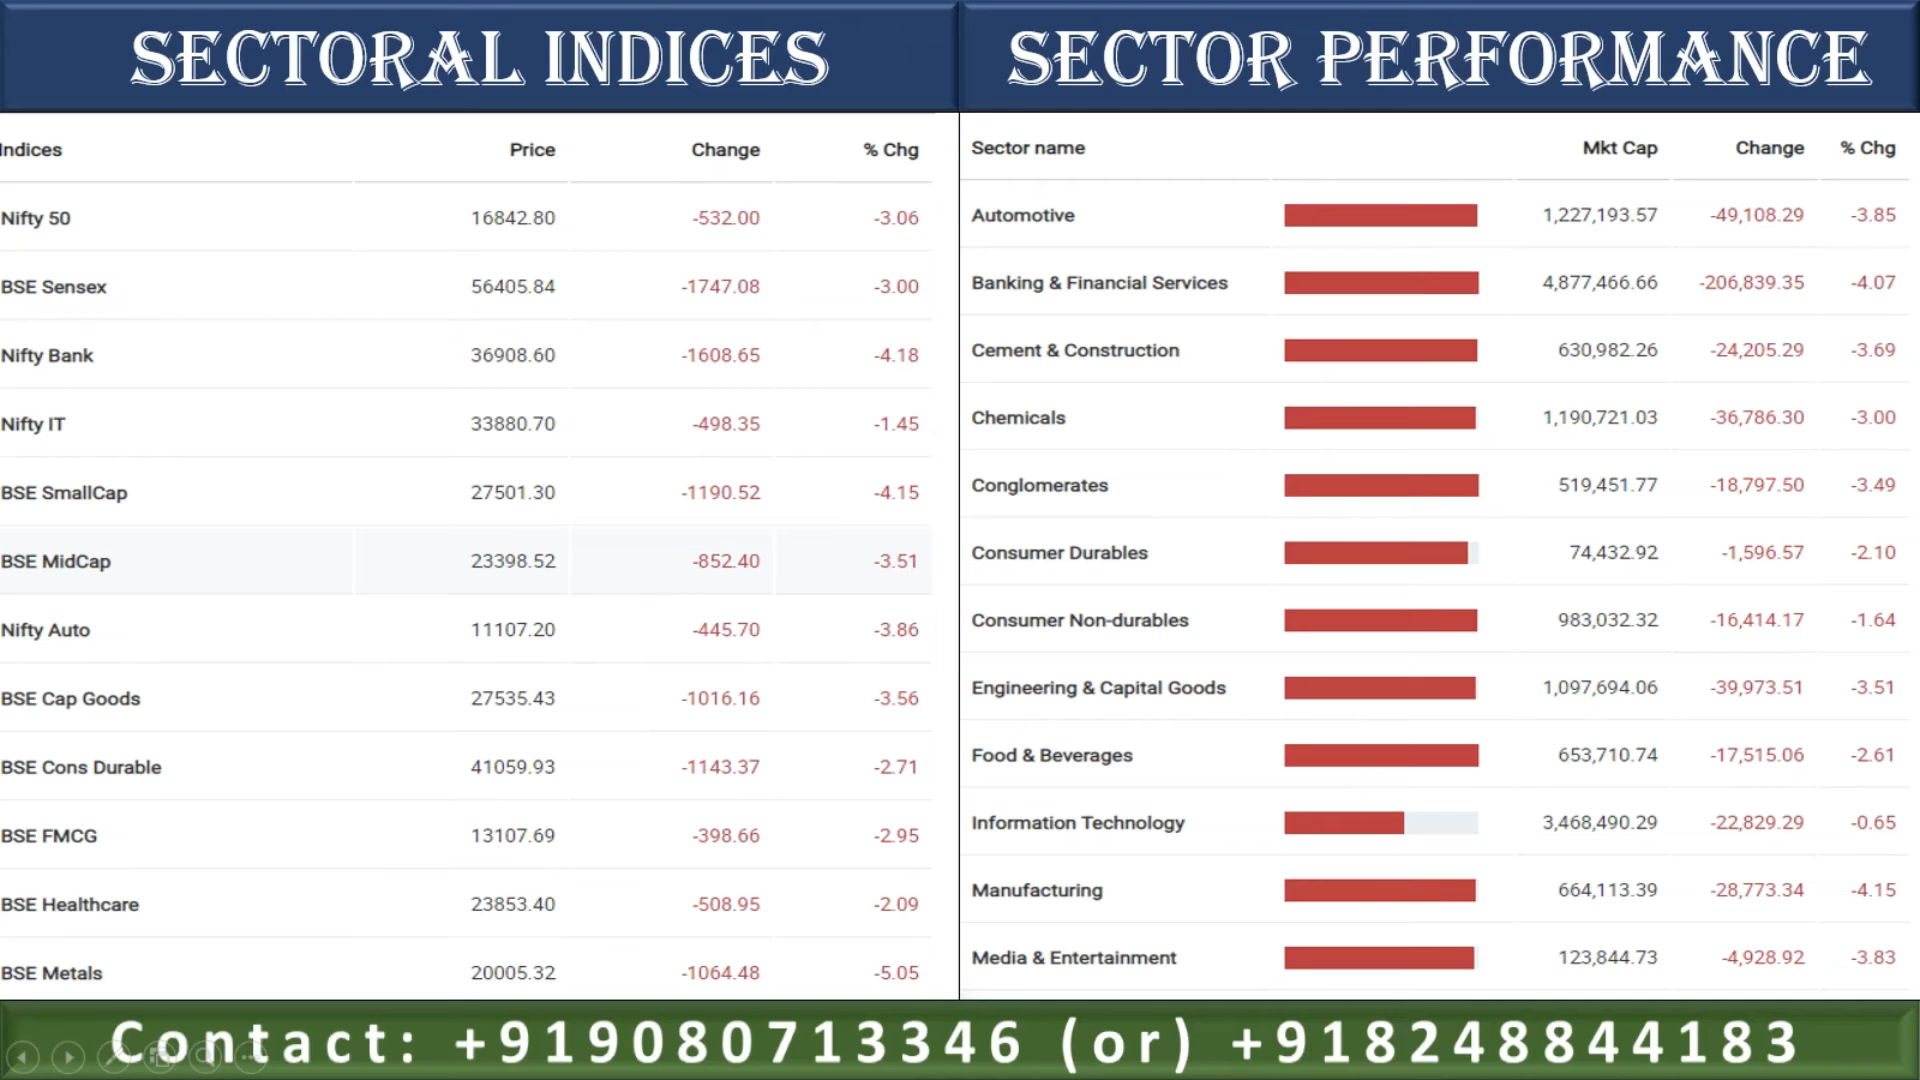 SECTORAL INDICES
Indices Price Change % Chg
Nifty 50 16842.80 -532.00 -3.06
BSE Sensex 56405.84 -1747.08 -3.00
Nifty Bank 36908.60 -1608.65 -4.18
Nifty IT 33880.70 -498.35 -1.45
BSE SmallCap 27501.30 -1190.52 -4.15
BSE MidCap 23398.52 -852.40 -3.51
Nifty Auto 11107.20 -445.70 -3.86
BSE Cap Goods 27535.43 -1016.16 -3.56
BSE Cons Durable 41059.93 -1143.37 -2.71
BSE FMCG 13107.69 -398.66 -2.95
BSE Healthcare 23853.40 -508.95 -2.09
BSE Metals 20005.32 -1064.48 -5.05
SECTOR PERFORMANCE
Sector name Mkt Cap Change % Chg
Automotive 1,227,193.57 -49,108.29 -3.85
Banking & Financial Services 4,877,466.66 -206,839.35 -4.07
Cement & Construction 630,982.26 -24,205.29 -3.69
Chemicals 1,190,721.03 -36,786.30 -3.00
Conglomerates 519,451.77 -18,797.50 -3.49
Consumer Durables 74,432.92 -1,596.57 -2.10
Consumer Non-durables 983,032.32 -16,414.17 -1.64
Engineering & Capital Goods 1,097,694.06 -39,973.51 -3.51
Food & Beverages 653,710.74 -17,515.06 -2.61
Information Technology 3,468,490.29 -22,829.29 -0.65
Manufacturing 664,113.39 -28,773.34 -4.15
Media & Entertainment 123,844.73 -4,928.92 -3.83
Contact: +919080713346 (or) +918248844183